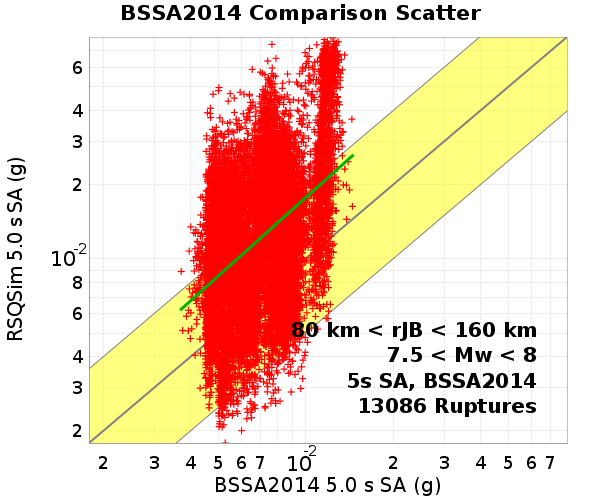 BSSA2014 Comparison Scatter
RSQSim 5.0 s SA (g)
6
4
3
2
10-2
8
6
4
3
2
80 km < rJB < 160 km
7.5 < Mw < 8
5s SA, BSSA2014
13086 Ruptures
2 3 4 5 6 7 10-2 2 3 4 5 6 7
BSSA2014 5.0 s SA (g)